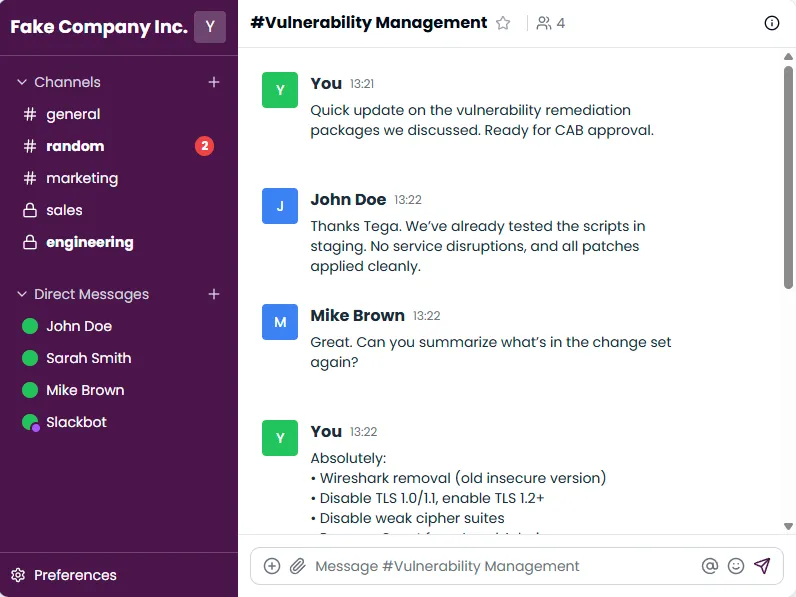 Fake Company Inc.
Y
Channels
# general
# random
2
# marketing
sales
engineering
Direct Messages
John Doe
Sarah Smith
Mike Brown
Slackbot
Preferences
#Vulnerability Management
4
Y
You 13:21
Quick update on the vulnerability remediation
packages we discussed. Ready for CAB approval.
J
John Doe 13:22
Thanks Tega. We’ve already tested the scripts in
staging. No service disruptions, and all patches
applied cleanly.
M
Mike Brown 13:22
Great. Can you summarize what’s in the change set
again?
Y
You 13:22
Absolutely:
• Wireshark removal (old insecure version)
• Disable TLS 1.0/1.1, enable TLS 1.2+
• Disable weak cipher suites
Message #Vulnerability Management